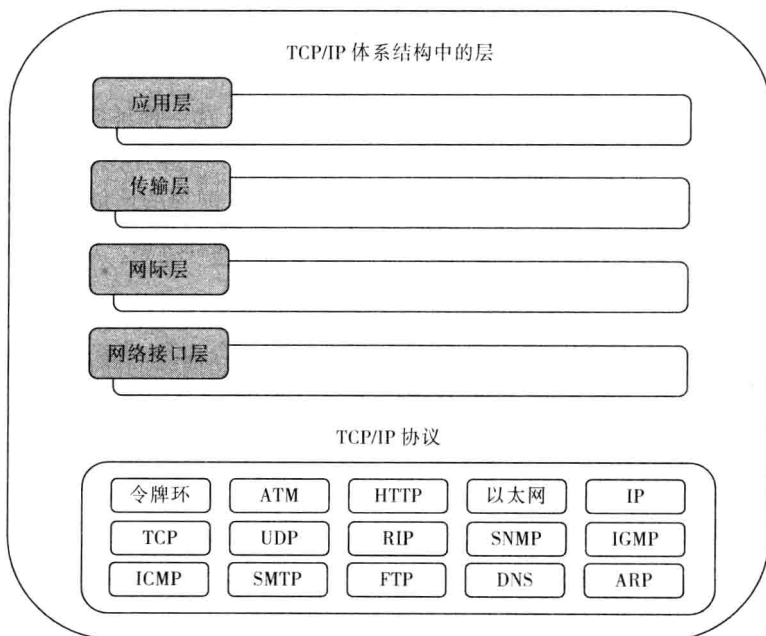 TCP/IP 体系结构中的层
应用层
传输层
网际层
网络接口层
TCP/IP 协议
令牌环 ATM HTTP 以太网 IP
TCP UDP RIP SNMP IGMP
ICMP SMTP FTP DNS ARP